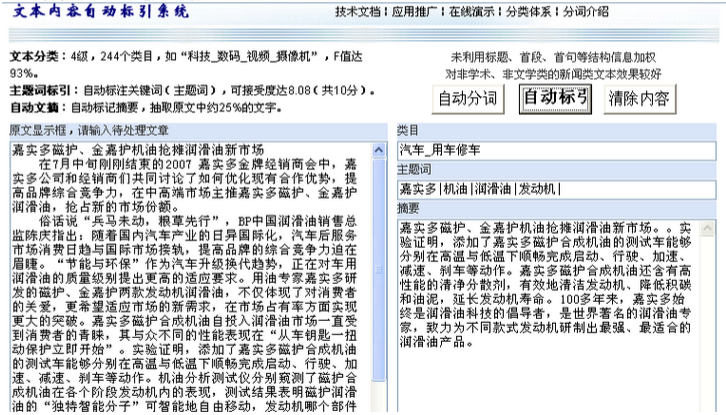 文本内容自动标引系统
技术文档 | 应用推广 | 在线演示 | 分类体系 | 分词介绍
文本分类：4级，244个类目，如“科技_数码_视频_摄像机”，F值达
93%。
主题词标引：自动标注关键词（主题词），可接受度达8.08（共10分）。
自动文摘：自动标记摘要，抽取原文中约25%的文字。
未利用标题、首段、首句等结构信息加权
对非学术、非文学类的新闻类文本效果较好
自动分词
自动标引
清除内容
原文显示框，请输入待处理文章
嘉实多磁护、金嘉护机油抢摊润滑油新市场
在7月中旬刚刚结束的2007 嘉实多金牌经销商会中，嘉
实多公司和经销商们共同讨论了如何优化现有合作优势，提
高品牌综合竞争力，在中高端市场主推嘉实多磁护、金嘉护
润滑油，抢占新的市场份额。
俗话说“兵马未动，粮草先行”，BP中国润滑油销售总
监陈庆指出：随着国内汽车产业的日异国际化，汽车后服务
市场消费日趋与国际市场接轨，提高品牌的综合竞争力迫在
眉睫。“节能与环保”作为汽车升级换代趋势，正在对车用
润滑油的质量级别提出更高的适应要求。用油专家嘉实多研
发的磁护、金嘉护两款发动机润滑油，不仅体现了对消费者
的关爱，更希望适应市场的新需求，在市场占有率方面实现
更大的突破。嘉实多磁护合成机油自投入润滑油市场一直受
到消费者的青睐，其与众不同的性能表现在“从车钥匙一扭
动保护立即开始”。实验证明，添加了嘉实多磁护合成机油
的测试车能够分别在高温与低温下顺畅完成启动、行驶、加
速、减速、刹车等动作。机油分析测试仪分别窥测了磁护合
成机油在各个阶段发动机内的表现，测试结果表明磁护润滑
油的“独特智能分子”可智能地自由移动，发动机哪个部件
类目
汽车_用车修车
主题词
嘉实多|机油|润滑油|发动机|
摘要
嘉实多磁护、金嘉护机油抢摊润滑油新市场。。实
验证明，添加了嘉实多磁护合成机油的测试车能够
分别在高温与低温下顺畅完成启动、行驶、加速、
减速、刹车等动作。嘉实多磁护合成机油还含有高
性能的清净分散剂，有效地清洁发动机、降低积碳
和油泥，延长发动机寿命。100多年来，嘉实多始
终是润滑油科技的倡导者，是世界著名的润滑油专
家，致力为不同款式发动机研制出最强、最适合的
润滑油产品。